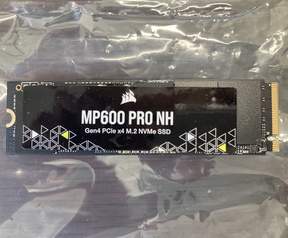 MP600 PRO NH
Gen4 PCIe x4 M.2 NVMe SSD